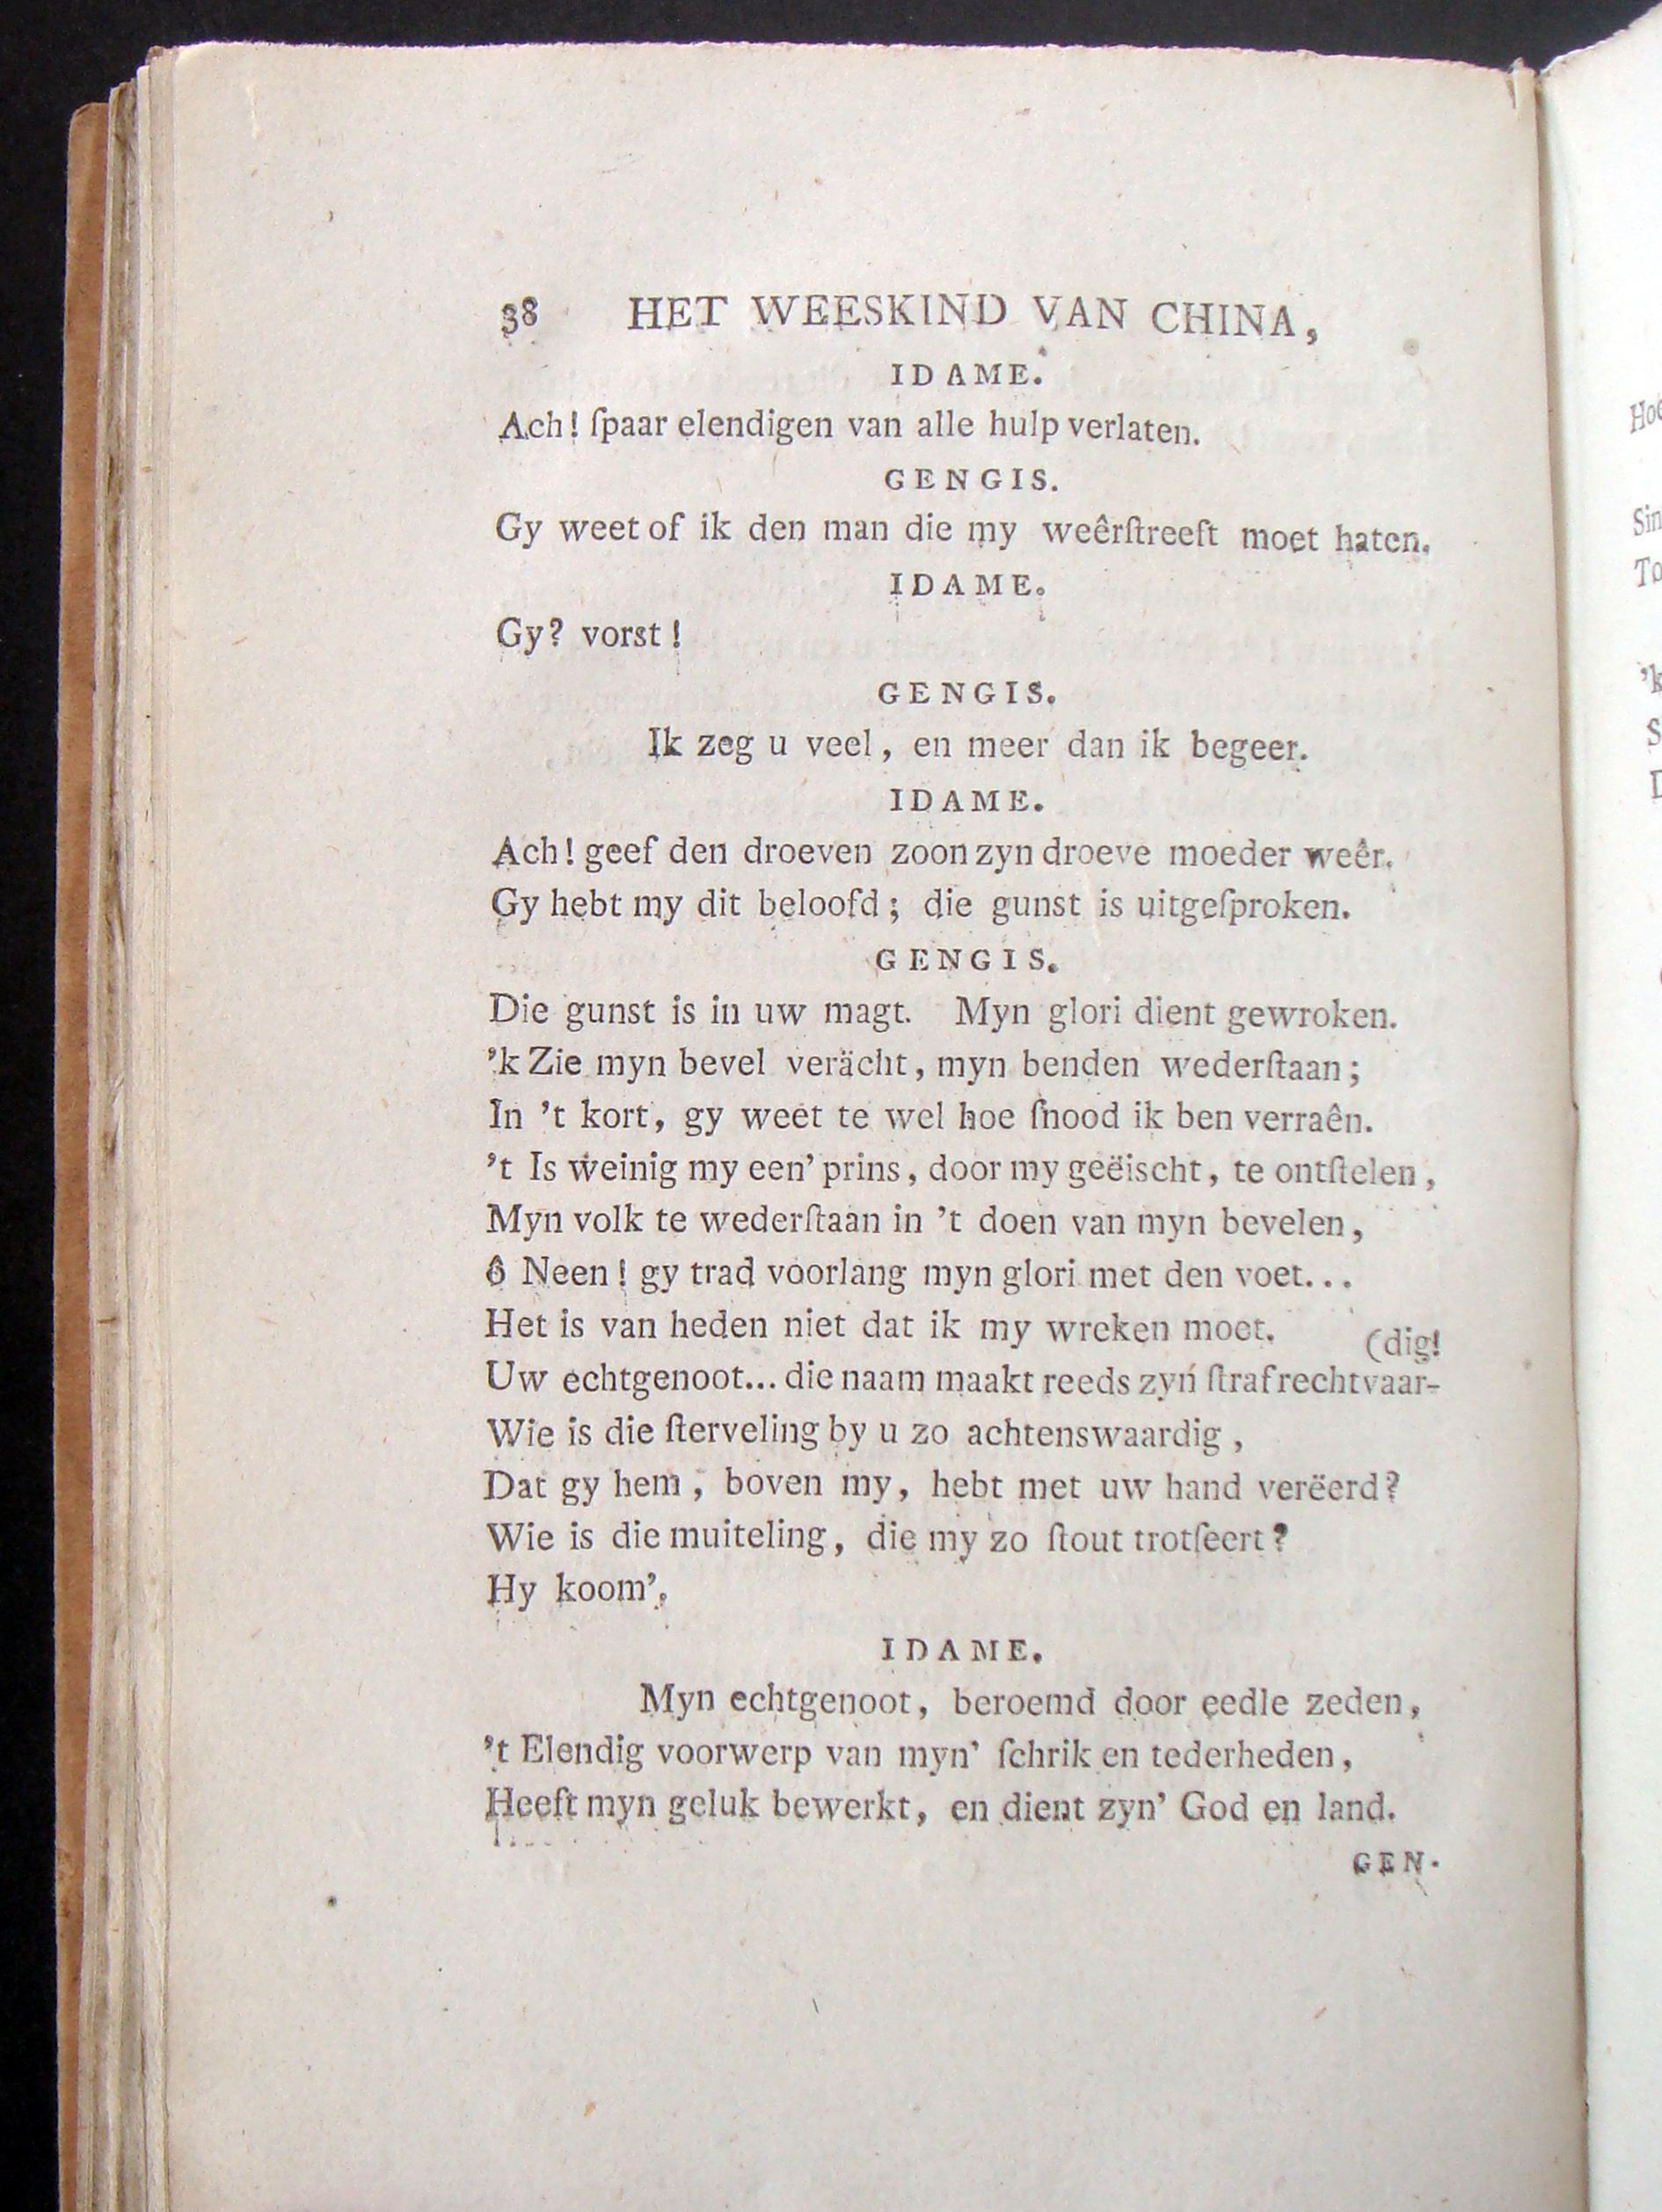 38 HET WEESKIND VAN CHINA,
IDAME.
Ach! ſpaar elendigen van alle hulp verlaten.
GENGIS.
Gy weet of ik den man die my weêrſtreeft moet haten.
IDAME.
Gy? vorst!
GENGIS.
Ik zeg u veel, en meer dan ik begeer.
IDAME.
Ach! geef den droeven zoon zyn droeve moeder weêr.
Gy hebt my dit beloofd; die gunst is uitgeſproken.
GENGIS.
Die gunst is in uw magt. Myn glori dient gewroken.
'k Zie myn bevel verächt, myn benden wederſtaan;
In 't kort, gy weet te wel hoe ſnood ik ben verraên.
't Is weinig my een' prins, door my geëischt, te ontſtelen,
Myn volk te wederſtaan in 't doen van myn bevelen,
ô Neen! gy trad voorlang myn glori met den voet...
Het is van heden niet dat ik my wreken moet.
(dig!
Uw echtgenoot... die naam maakt reeds zyn ſtraf rechtvaar-
Wie is die ſterveling by u zo achtenswaardig,
Dat gy hem, boven my, hebt met uw hand verëerd?
Wie is die muiteling, die my zo ſtout trotſeert?
Hy koom'.
IDAME.
Myn echtgenoot, beroemd door eedle zeden,
't Elendig voorwerp van myn' ſchrik en tederheden,
Heeft myn geluk bewerkt, en dient zyn' God en land.
GEN-
Hoe
Sin
To
'k
S
D